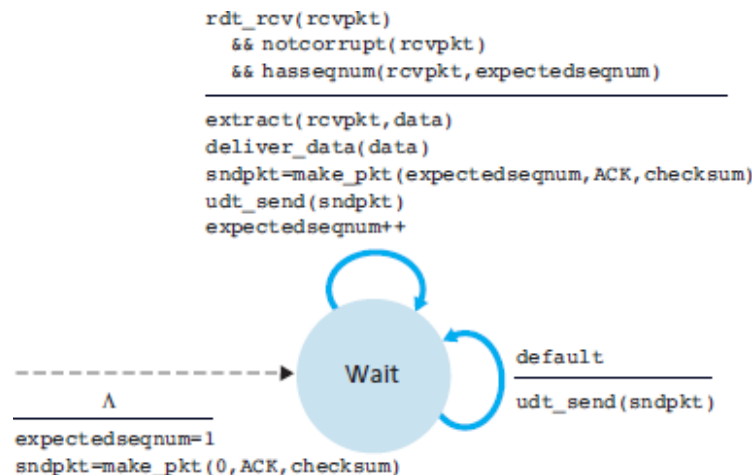 rdt_rcv(rcvpkt)
&& notcorrupt(rcvpkt)
&& hasseqnum(rcvpkt,expectedseqnum)
extract(rcvpkt,data)
deliver_data(data)
sndpkt=make_pkt(expectedseqnum,ACK,checksum)
udt_send(sndpkt)
expectedseqnum++
Wait
default
udt_send(sndpkt)
Λ
expectedseqnum=1
sndpkt=make_pkt(0,ACK,checksum)